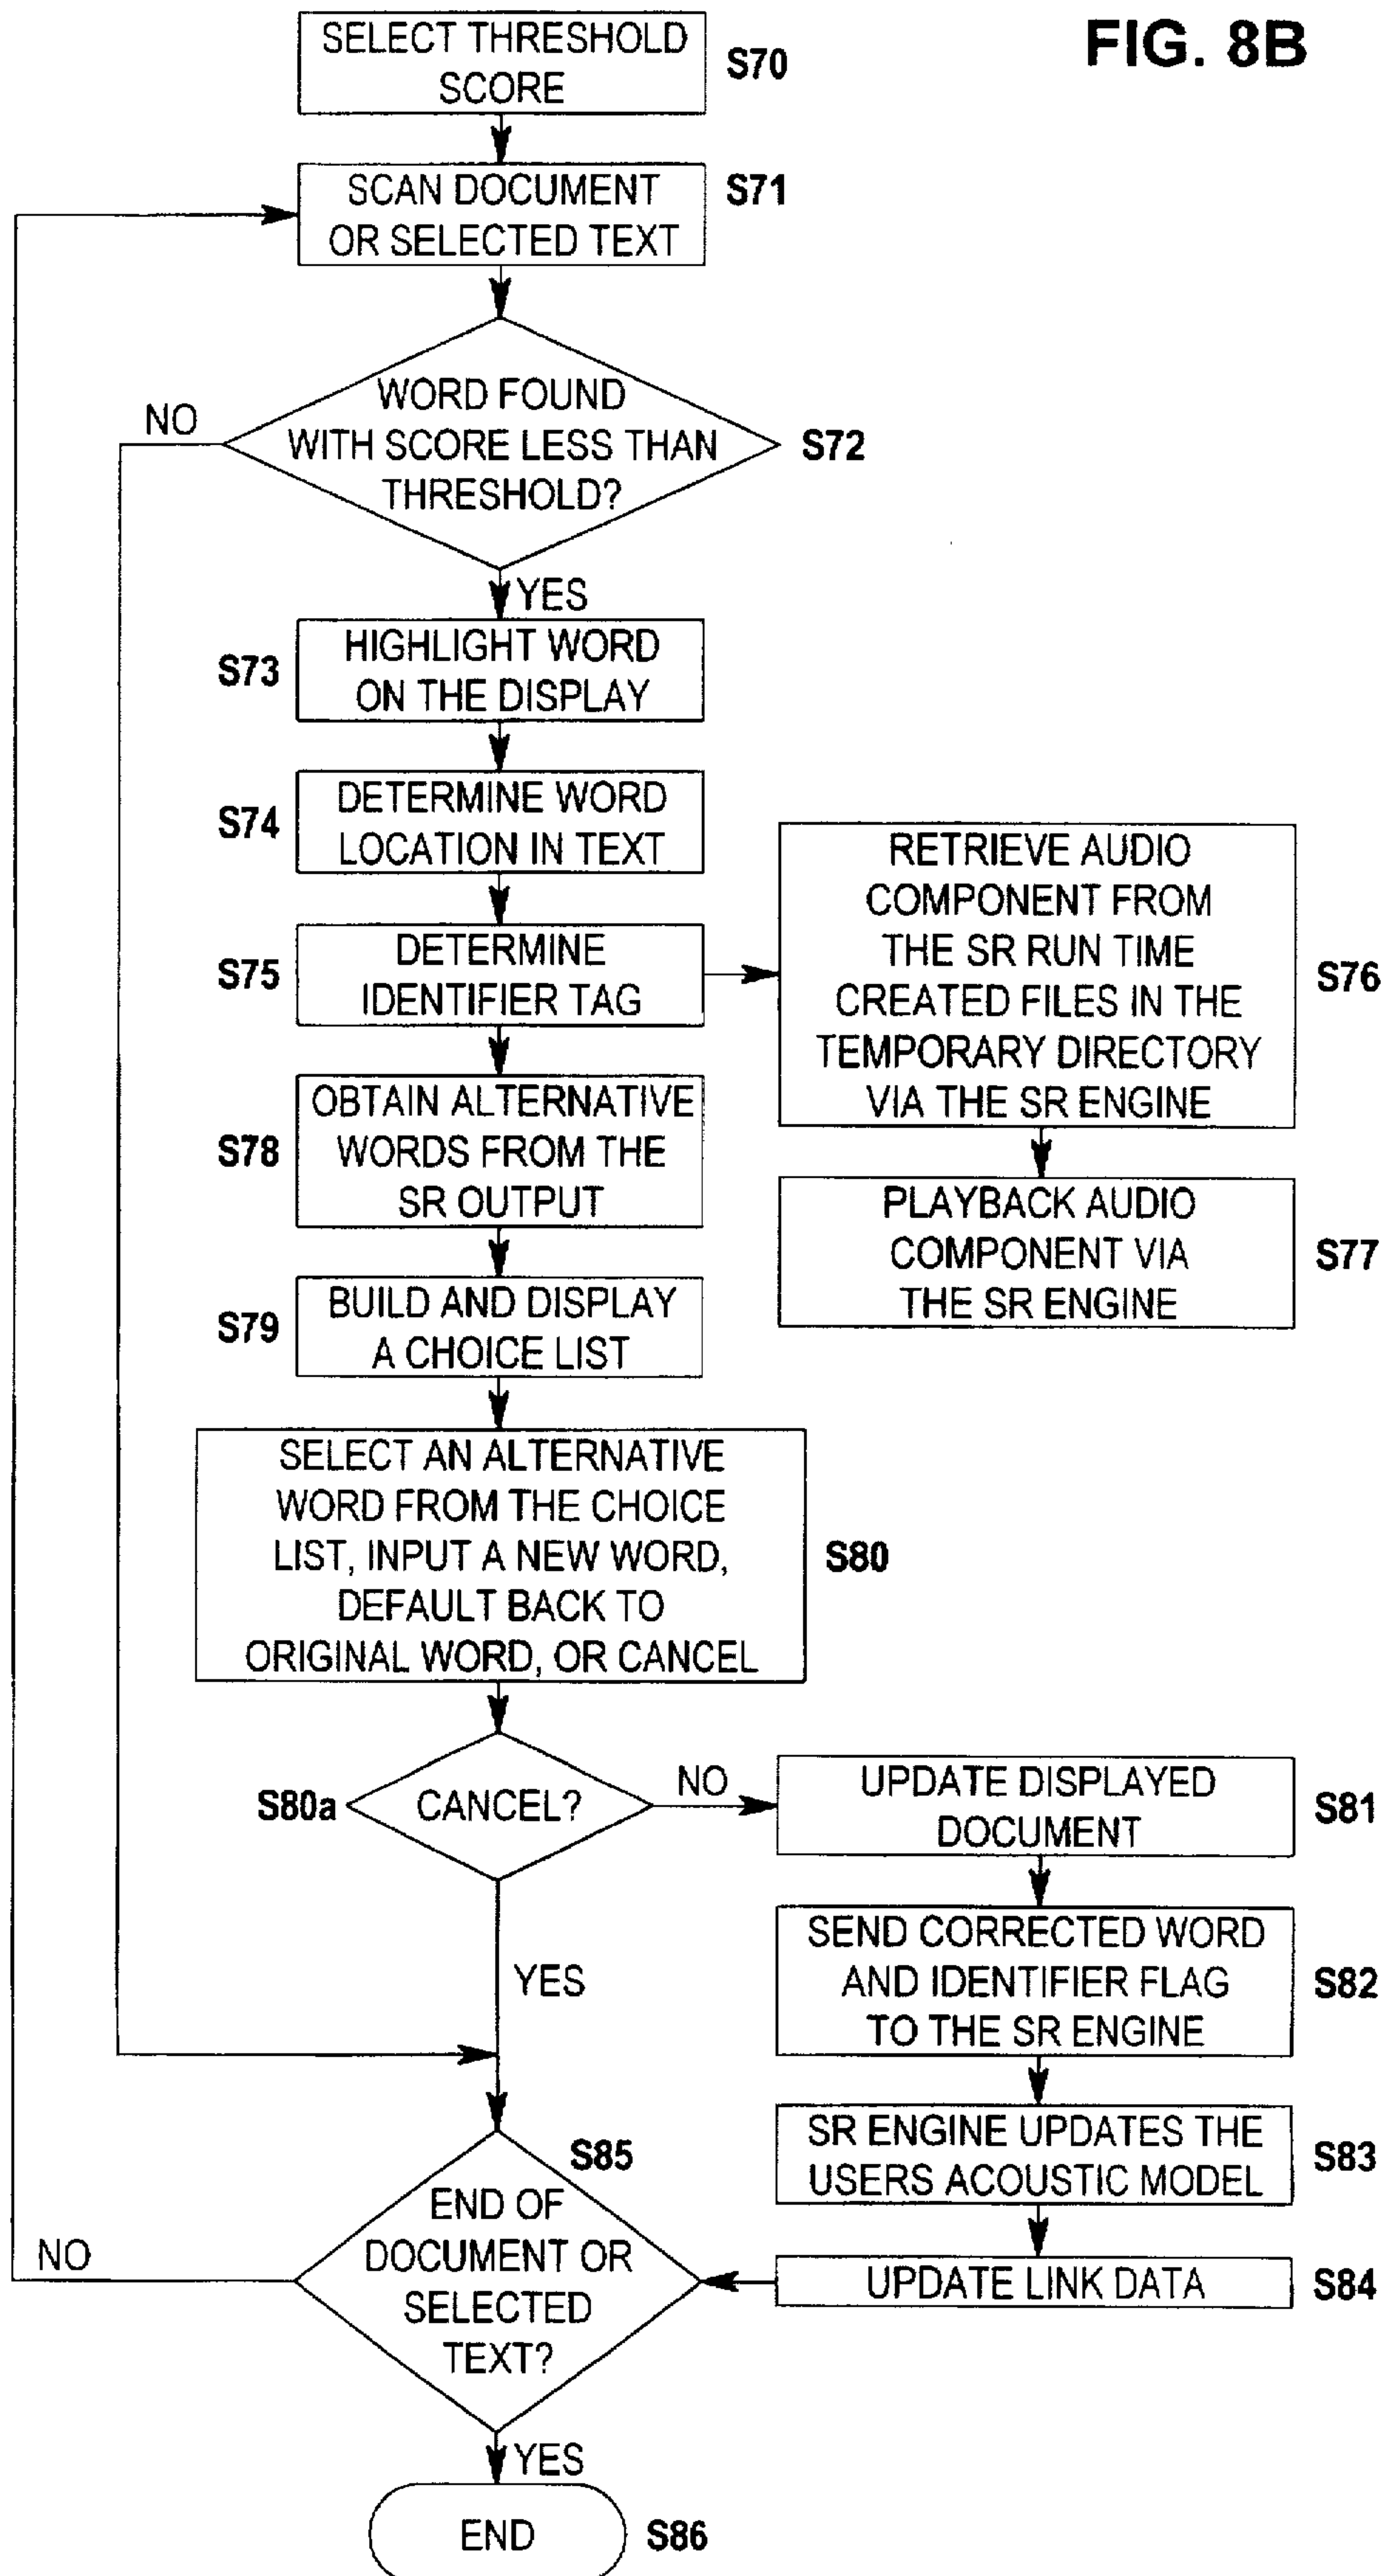 FIG. 8B
SELECT THRESHOLD
SCORE
S70
SCAN DOCUMENT
OR SELECTED TEXT
S71
WORD FOUND
WITH SCORE LESS THAN
THRESHOLD?
S72
NO
YES
HIGHLIGHT WORD
ON THE DISPLAY
S73
DETERMINE WORD
LOCATION IN TEXT
S74
DETERMINE
IDENTIFIER TAG
S75
RETRIEVE AUDIO
COMPONENT FROM
THE SR RUN TIME
CREATED FILES IN THE
TEMPORARY DIRECTORY
VIA THE SR ENGINE
S76
PLAYBACK AUDIO
COMPONENT VIA
THE SR ENGINE
S77
OBTAIN ALTERNATIVE
WORDS FROM THE
SR OUTPUT
S78
BUILD AND DISPLAY
A CHOICE LIST
S79
SELECT AN ALTERNATIVE
WORD FROM THE CHOICE
LIST, INPUT A NEW WORD,
DEFAULT BACK TO
ORIGINAL WORD, OR CANCEL
S80
S80a
CANCEL?
NO
YES
UPDATE DISPLAYED
DOCUMENT
S81
SEND CORRECTED WORD
AND IDENTIFIER FLAG
TO THE SR ENGINE
S82
SR ENGINE UPDATES THE
USERS ACOUSTIC MODEL
S83
UPDATE LINK DATA
S84
S85
END OF
DOCUMENT OR
SELECTED
TEXT?
NO
YES
END
S86